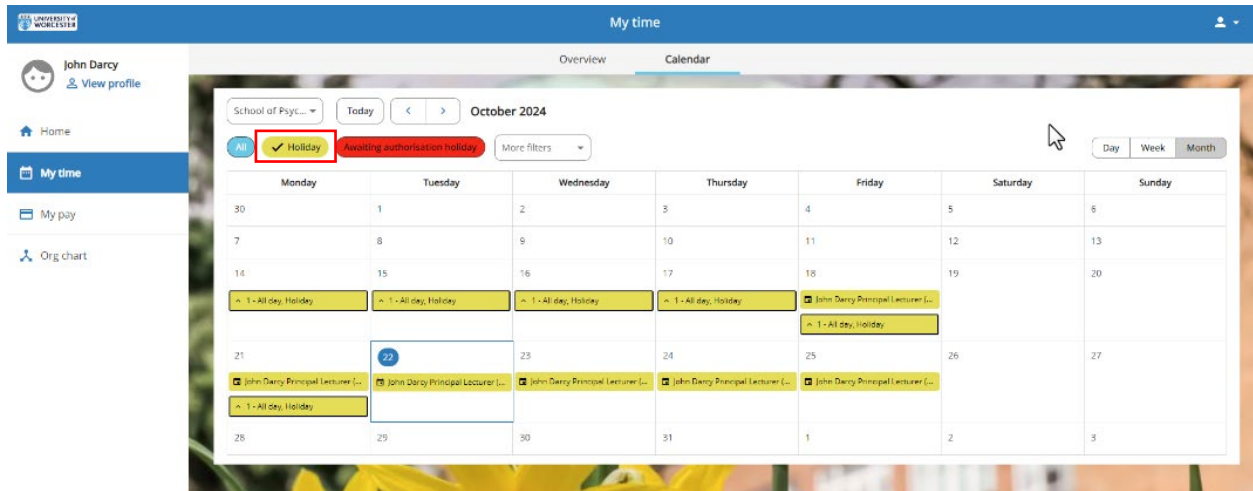 UNIVERSITY of
WORCESTER
My time
John Darcy
View profile
Overview Calendar
Home
My time
My pay
Org chart
School of Psyc... Today < > October 2024
All Holiday Awaiting authorisation holiday More filters Day Week Month
Monday Tuesday Wednesday Thursday Friday Saturday Sunday
30 1 2 3 4 5 6
7 8 9 10 11 12 13
14 15 16 17 18 19 20
1 - All day, Holiday 1 - All day, Holiday 1 - All day, Holiday 1 - All day, Holiday John Darcy Principal Lecturer (...
1 - All day, Holiday
21 22 23 24 25 26 27
John Darcy Principal Lecturer (... John Darcy Principal Lecturer (... John Darcy Principal Lecturer (... John Darcy Principal Lecturer (... John Darcy Principal Lecturer (...
1 - All day, Holiday
28 29 30 31 1 2 3